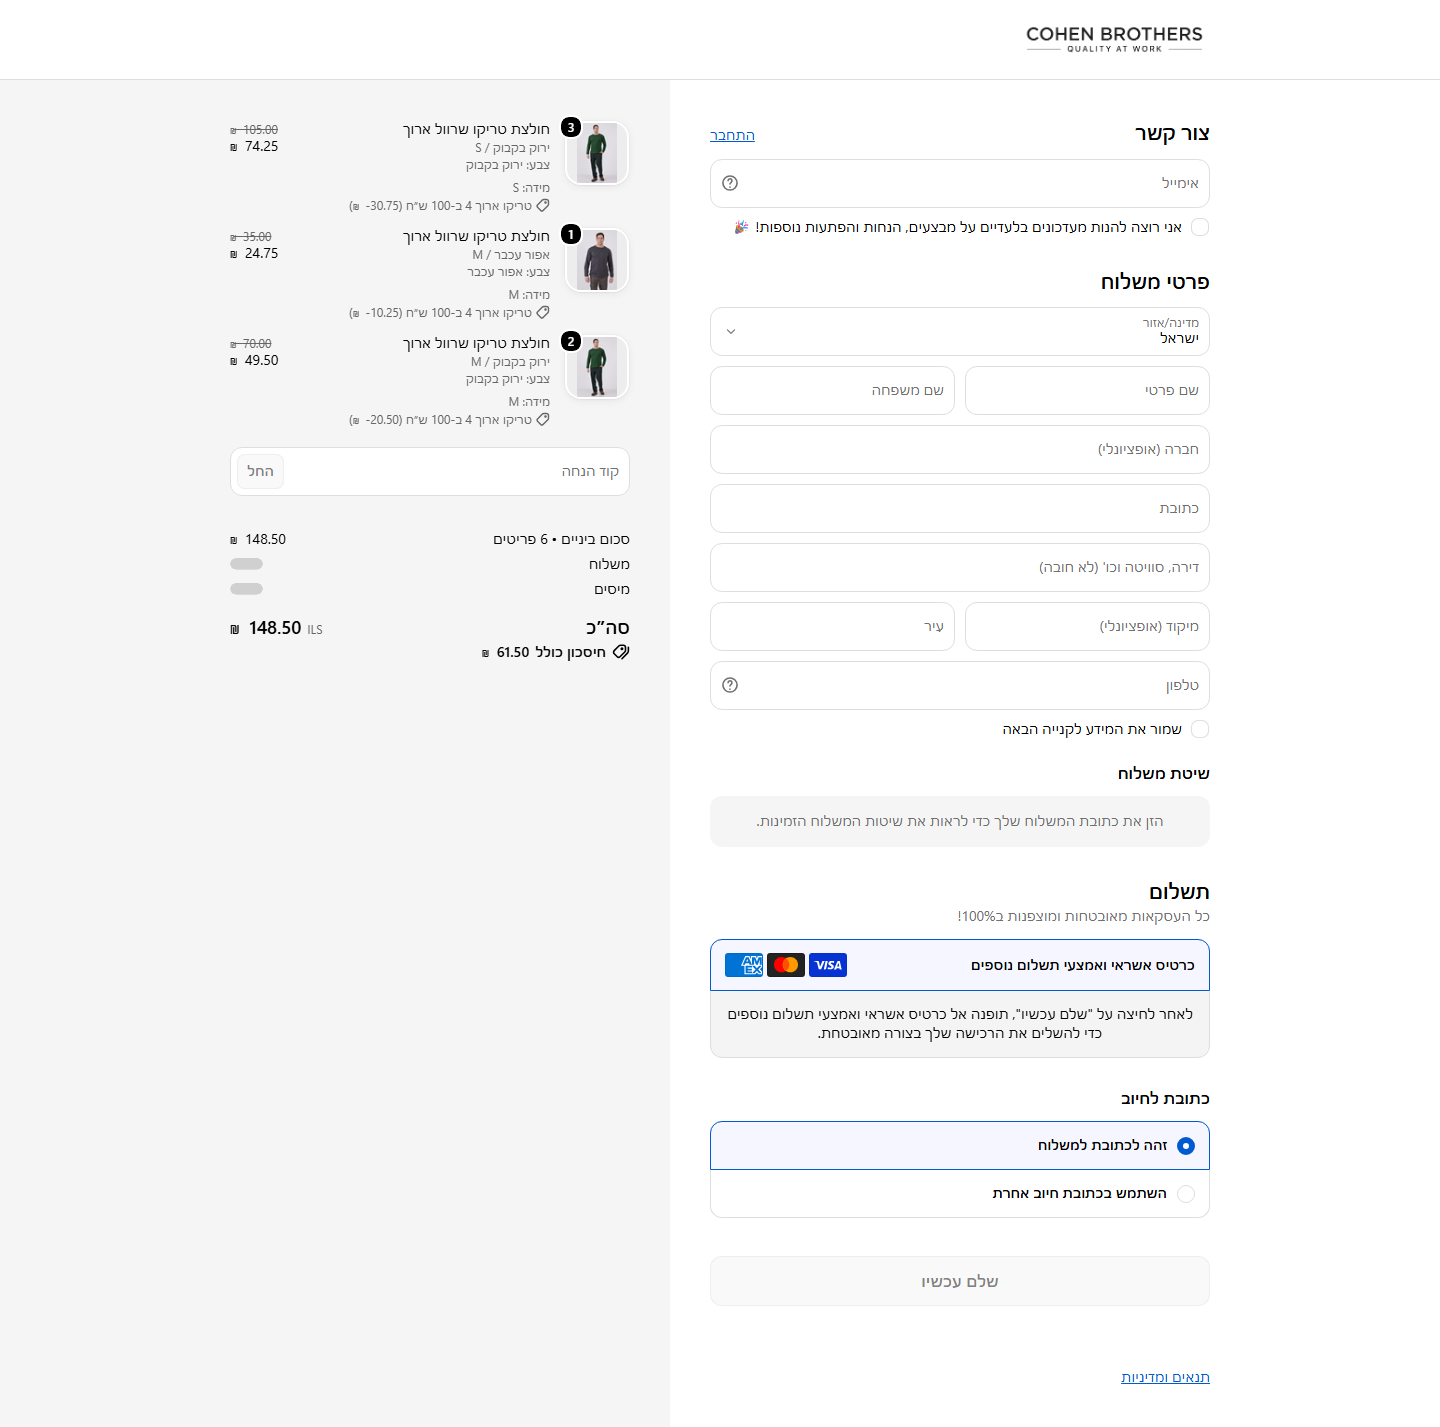 COHEN BROTHERS
QUALITY AT WORK
צור קשר
התחבר
אימייל
אני רוצה להנות מעדכונים בלעדיים על מבצעים, הנחות והפתעות נוספות! 🎉
פרטי משלוח
מדינה/אזור
ישראל
שם פרטי
שם משפחה
חברה (אופציונלי)
כתובת
דירה, סוויטה וכו' (לא חובה)
מיקוד (אופציונלי)
עיר
טלפון
שמור את המידע לקנייה הבאה
שיטת משלוח
הזן את כתובת המשלוח שלך כדי לראות את שיטות המשלוח הזמינות.
תשלום
כל העסקאות מאובטחות ומוצפנות ב100%!
כרטיס אשראי ואמצעי תשלום נוספים
VISA
AMEX
לאחר לחיצה על "שלם עכשיו", תופנה אל כרטיס אשראי ואמצעי תשלום נוספים
כדי להשלים את הרכישה שלך בצורה מאובטחת.
כתובת לחיוב
זהה לכתובת למשלוח
השתמש בכתובת חיוב אחרת
שלם עכשיו
תנאים ומדיניות
3
חולצת טריקו שרוול ארוך
ירוק בקבוק / S
צבע: ירוק בקבוק
מידה: S
טריקו ארוך 4 ב-100 ש״ח (30.75- ₪)
105.00 ₪
74.25 ₪
1
חולצת טריקו שרוול ארוך
אפור עכבר / M
צבע: אפור עכבר
מידה: M
טריקו ארוך 4 ב-100 ש״ח (10.25- ₪)
35.00 ₪
24.75 ₪
2
חולצת טריקו שרוול ארוך
ירוק בקבוק / M
צבע: ירוק בקבוק
מידה: M
טריקו ארוך 4 ב-100 ש״ח (20.50- ₪)
70.00 ₪
49.50 ₪
קוד הנחה
החל
סכום ביניים • 6 פריטים
148.50 ₪
משלוח
מיסים
סה"כ
ILS 148.50 ₪
חיסכון כולל 61.50 ₪